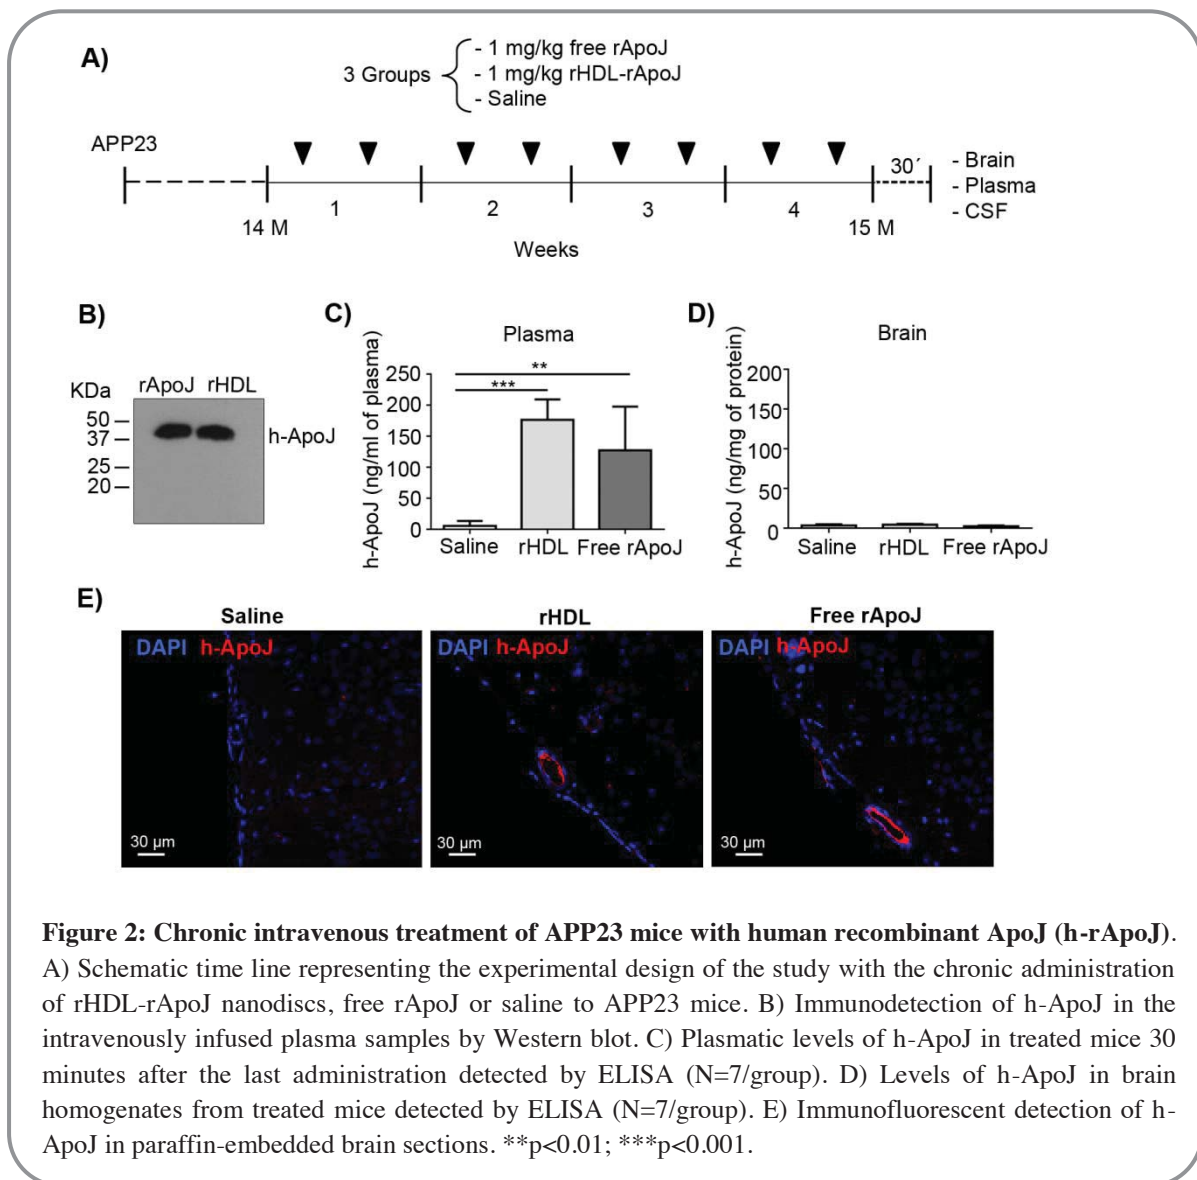 A)
3 Groups
- 1 mg/kg free rApoJ
- 1 mg/kg rHDL-rApoJ
- Saline
APP23
30´
- Brain
- Plasma
- CSF
1
2
3
4
14 M
15 M
Weeks
B)
KDa
rApoJ rHDL
50
37
25
20
h-ApoJ
C)
Plasma
h-ApoJ (ng/ml of plasma)
250
200
150
100
50
0
**
***
Saline
rHDL
Free rApoJ
D)
Brain
h-ApoJ (ng/mg of protein)
200
150
100
50
0
Saline
rHDL
Free rApoJ
E)
Saline
rHDL
Free rApoJ
DAPI h-ApoJ
DAPI h-ApoJ
DAPI h-ApoJ
30 µm
30 µm
30 µm
Figure 2: Chronic intravenous treatment of APP23 mice with human recombinant ApoJ (h-rApoJ).
A) Schematic time line representing the experimental design of the study with the chronic administration
of rHDL-rApoJ nanodiscs, free rApoJ or saline to APP23 mice. B) Immunodetection of h-ApoJ in the
intravenously infused plasma samples by Western blot. C) Plasmatic levels of h-ApoJ in treated mice 30
minutes after the last administration detected by ELISA (N=7/group). D) Levels of h-ApoJ in brain
homogenates from treated mice detected by ELISA (N=7/group). E) Immunofluorescent detection of h-
ApoJ in paraffin-embedded brain sections. **p<0.01; ***p<0.001.